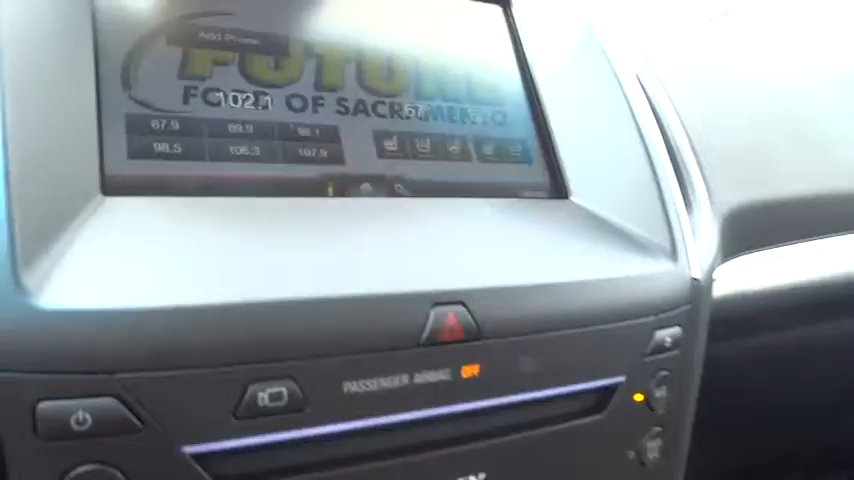 Add Preset
FUTURE
FORD OF SACRAMENTO
102.1
87.9 89.9 98.1
98.5 106.3 107.9
PASSENGER AIRBAG OFF